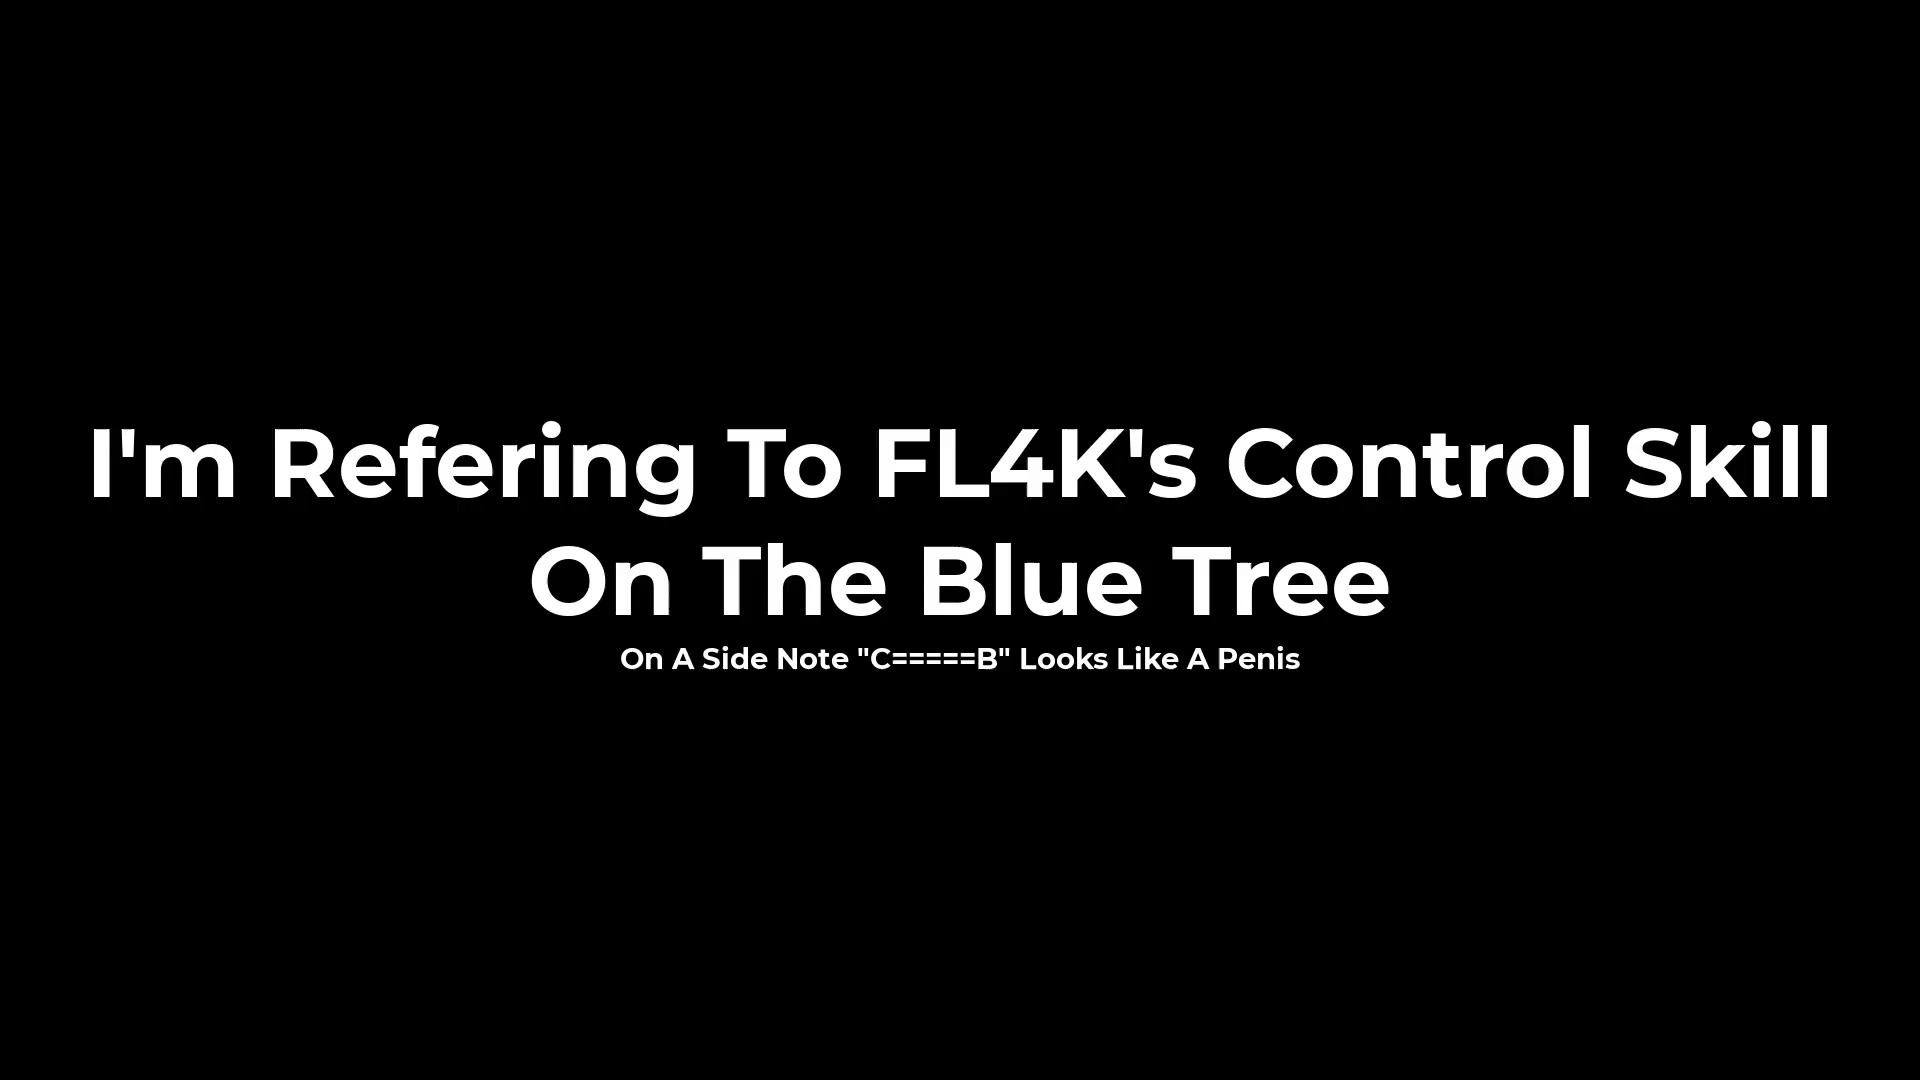 I'm Refering To FL4K's Control Skill
On The Blue Tree
On A Side Note "C=====B" Looks Like A Penis